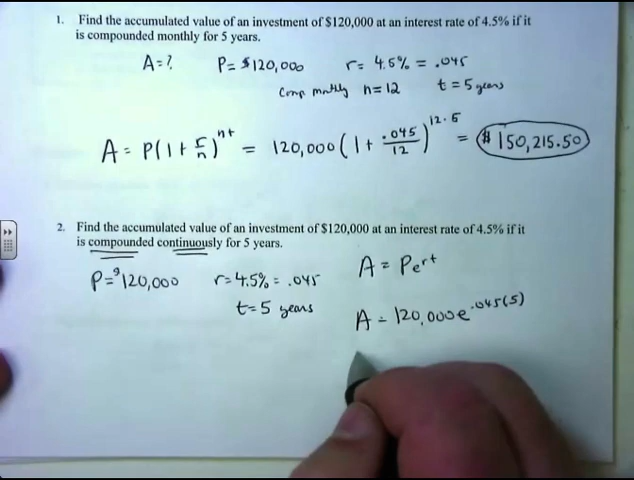 1. Find the accumulated value of an investment of $120,000 at an interest rate of 4.5% if it
is compounded monthly for 5 years.
A=? P=$120,000 r=4.5%=.045
comp mntly n=12 t=5 years
A=P(1+r/n)^nt = 120,000(1+.045/12)^12·5 = $150,215.50
2. Find the accumulated value of an investment of $120,000 at an interest rate of 4.5% if it
is compounded continuously for 5 years.
P=$120,000 r=4.5%=.045 A=Pe^rt
t=5 years A=120,000e^.045(5)